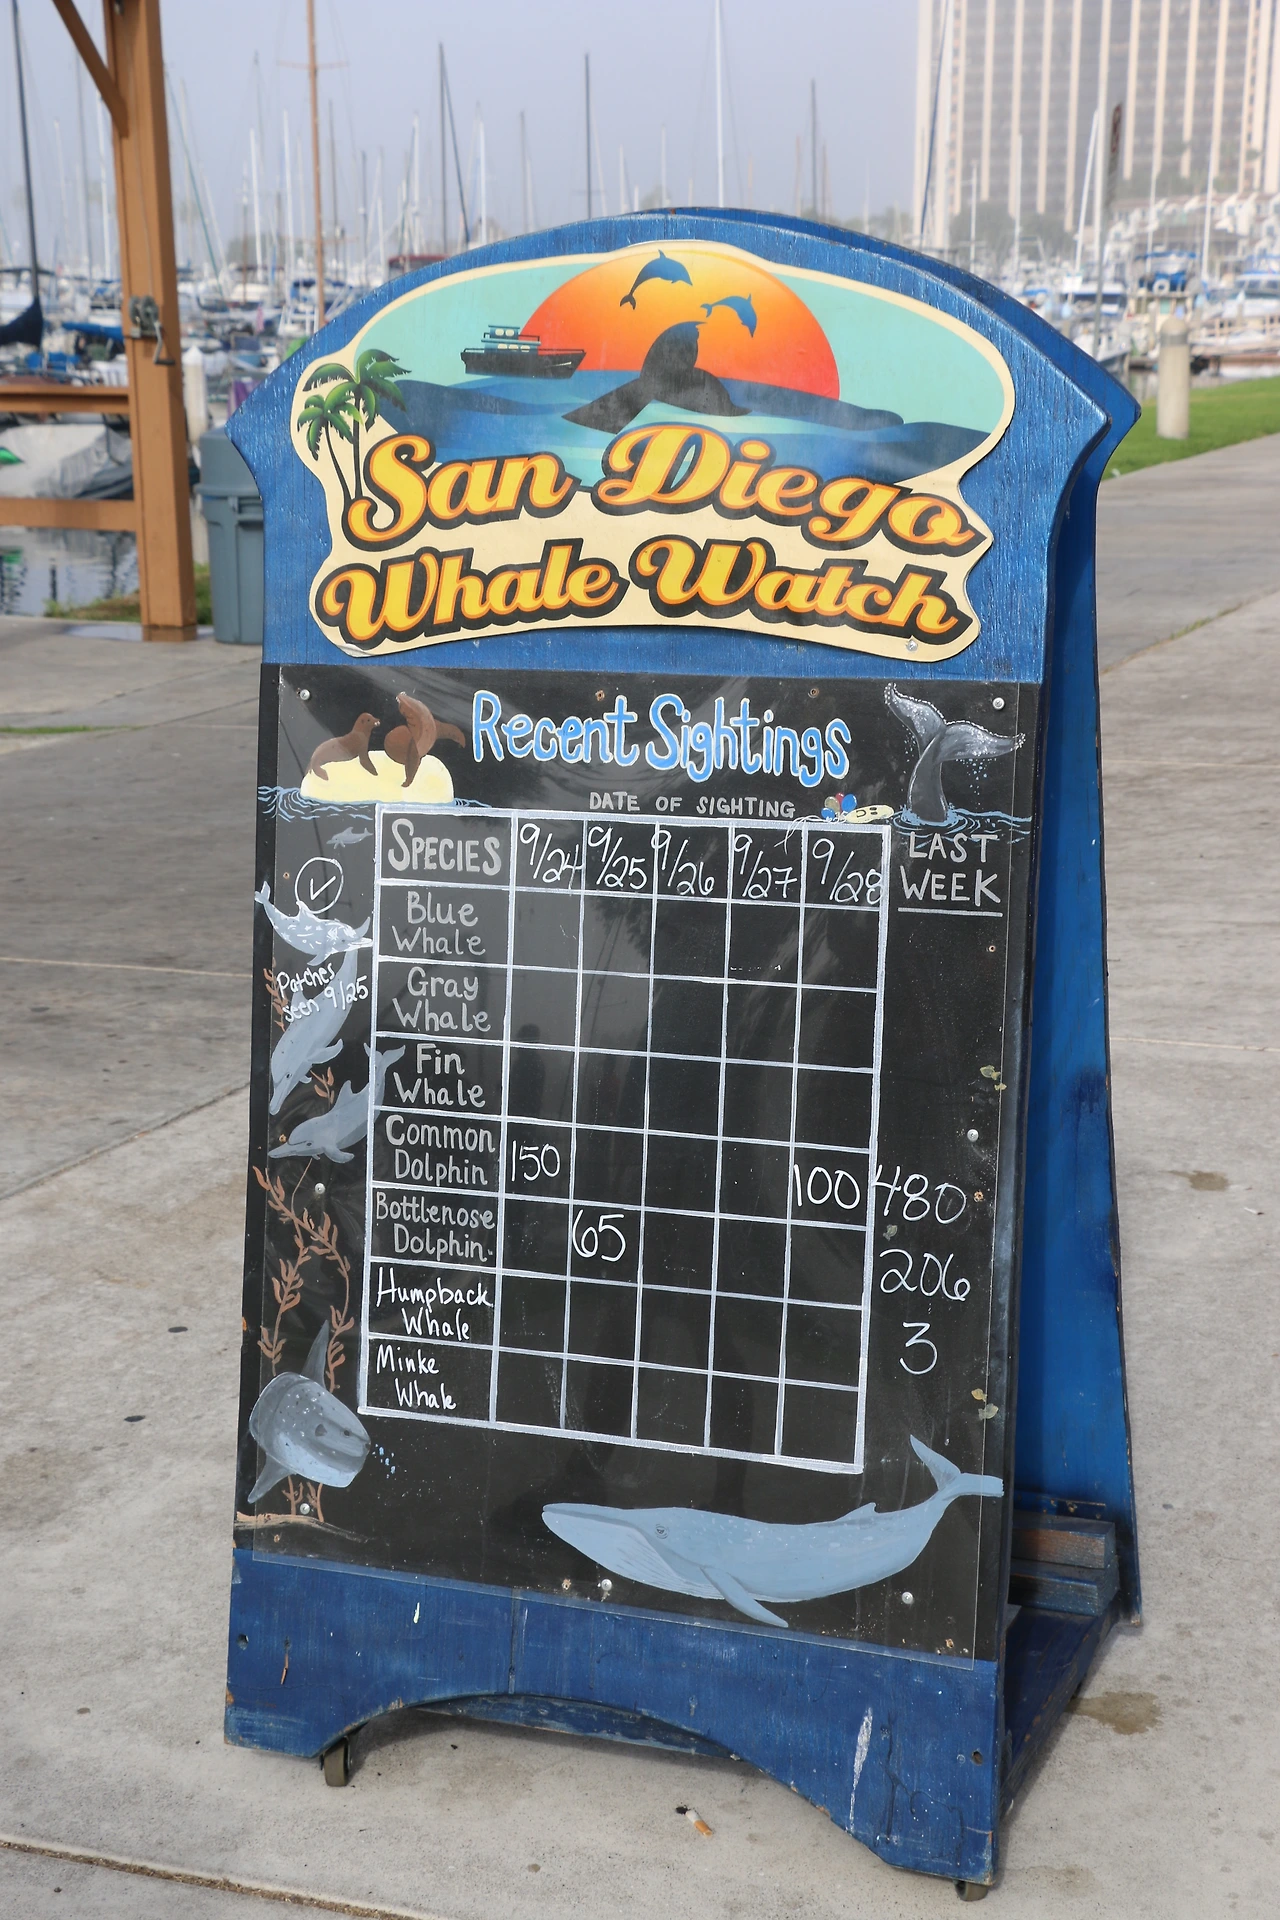 San Diego
Whale Watch
Recent Sightings
DATE OF SIGHTING
SPECIES 9/24 9/25 9/26 9/27 9/28
LAST
WEEK
Blue
Whale
Gray
Whale
Patches
seen 9/25
Fin
Whale
Common
Dolphin 150 100 480
Bottlenose
Dolphin 65 206
Humpback
Whale 3
Minke
Whale